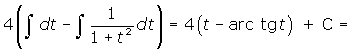 4(∫ dt − ∫ 1/(1 + t²) dt) = 4(t − arc tgt) + C =